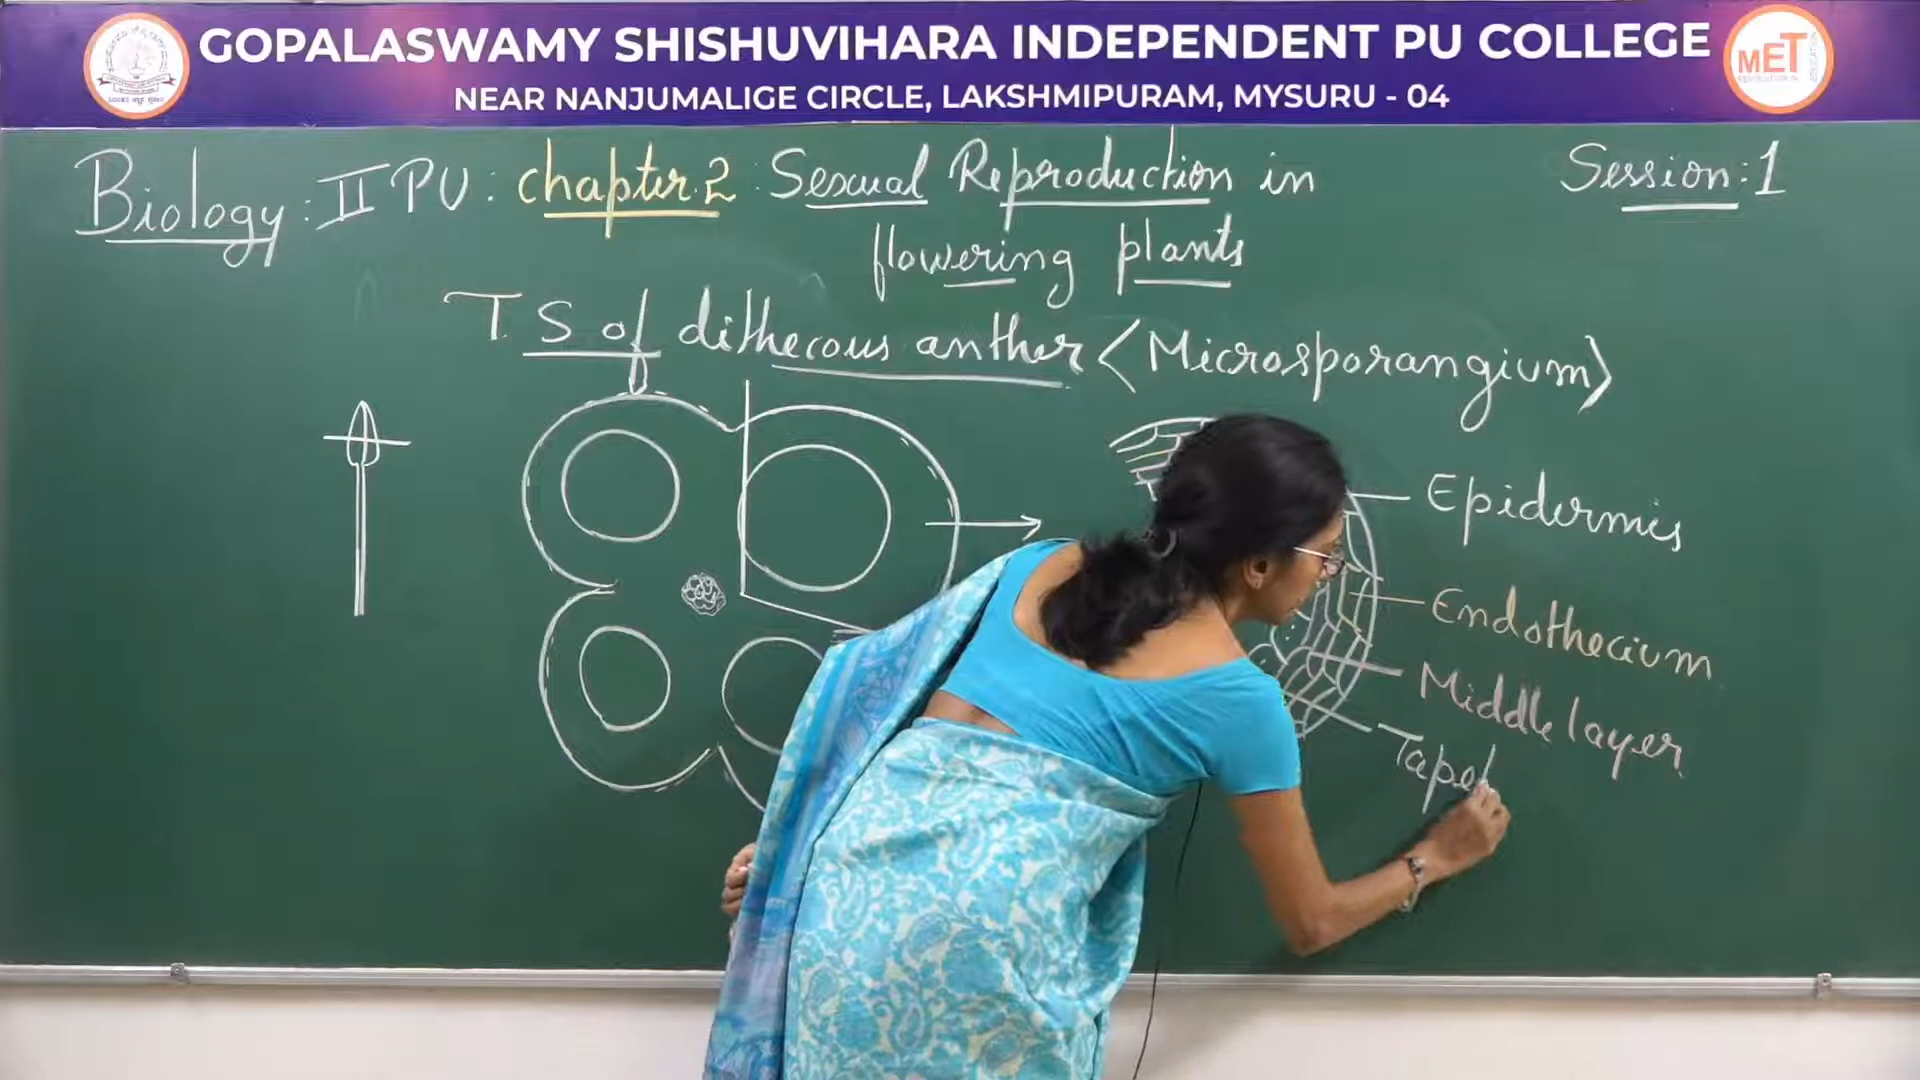 GOPALASWAMY SHISHUVIHARA INDEPENDENT PU COLLEGE
NEAR NANJUMALIGE CIRCLE, LAKSHMIPURAM, MYSURU - 04
MET
Biology: II PU: chapter.2: Sexual Reproduction in
flowering plants
Session: 1
T S of dithecous anther <Microsporangium>
Epidermis
Endothecium
Middle layer
Tapet